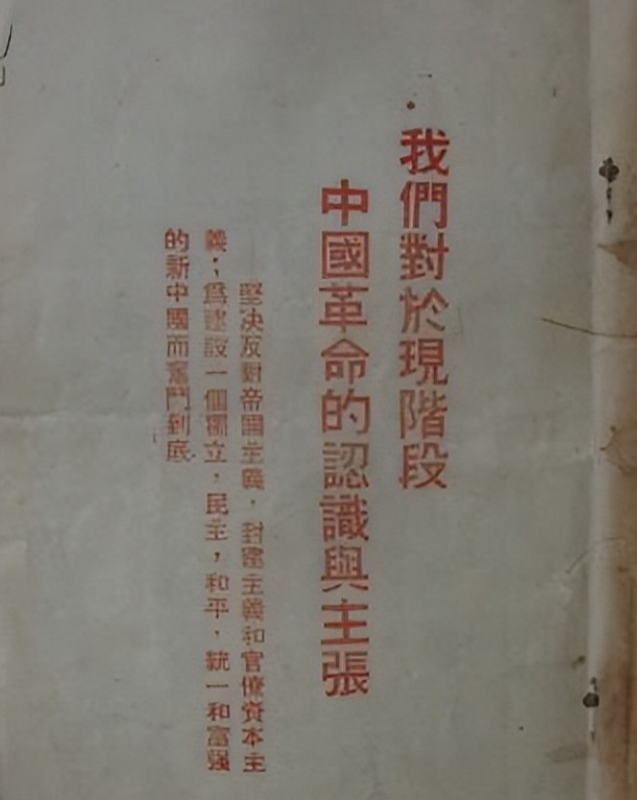 我們對於現階段
中國革命的認識與主張
堅决反對帝國主義，封建主義和官僚資本主
義；爲建設一個獨立，民主，和平，統一和富强
的新中國而奮鬥到底